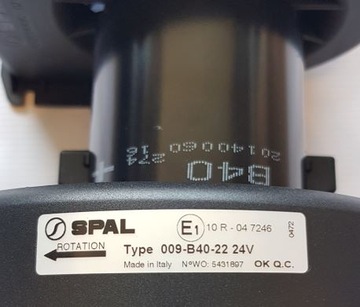 B40 274
20140060 16
SPAL
E1 10 R - 04 7246
ROTATION
Type 009-B40-22 24V
Made in Italy N°WO: 5431897 OK Q.C.
0472